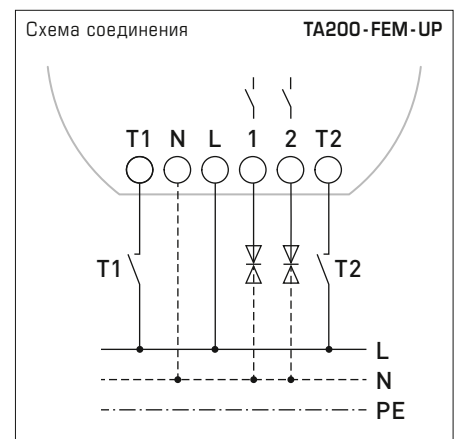 Схема соединения TA200-FEM-UP
T1 N L 1 2 T2
T1 T2
L
N
PE